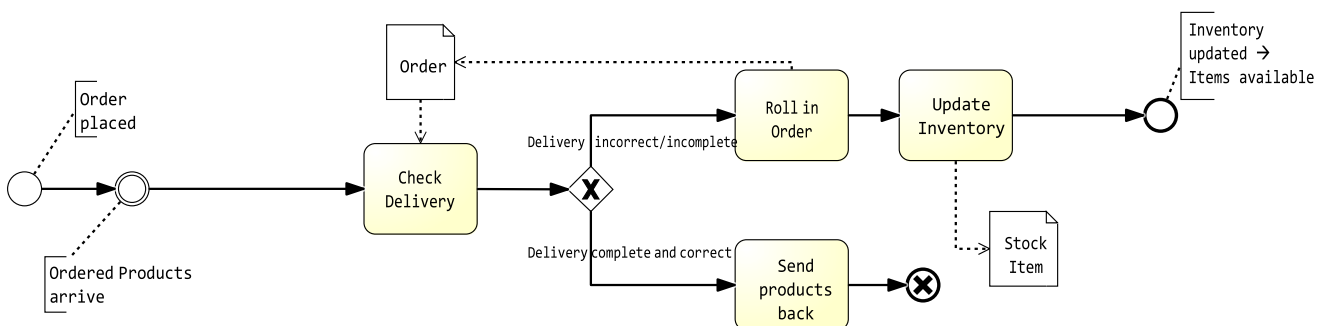 Order
placed
Ordered Products
arrive
Order
Check
Delivery
Delivery incorrect/incomplete
Delivery complete and correct
Roll in
Order
Update
Inventory
Send
products
back
Stock
Item
Inventory
updated →
Items available